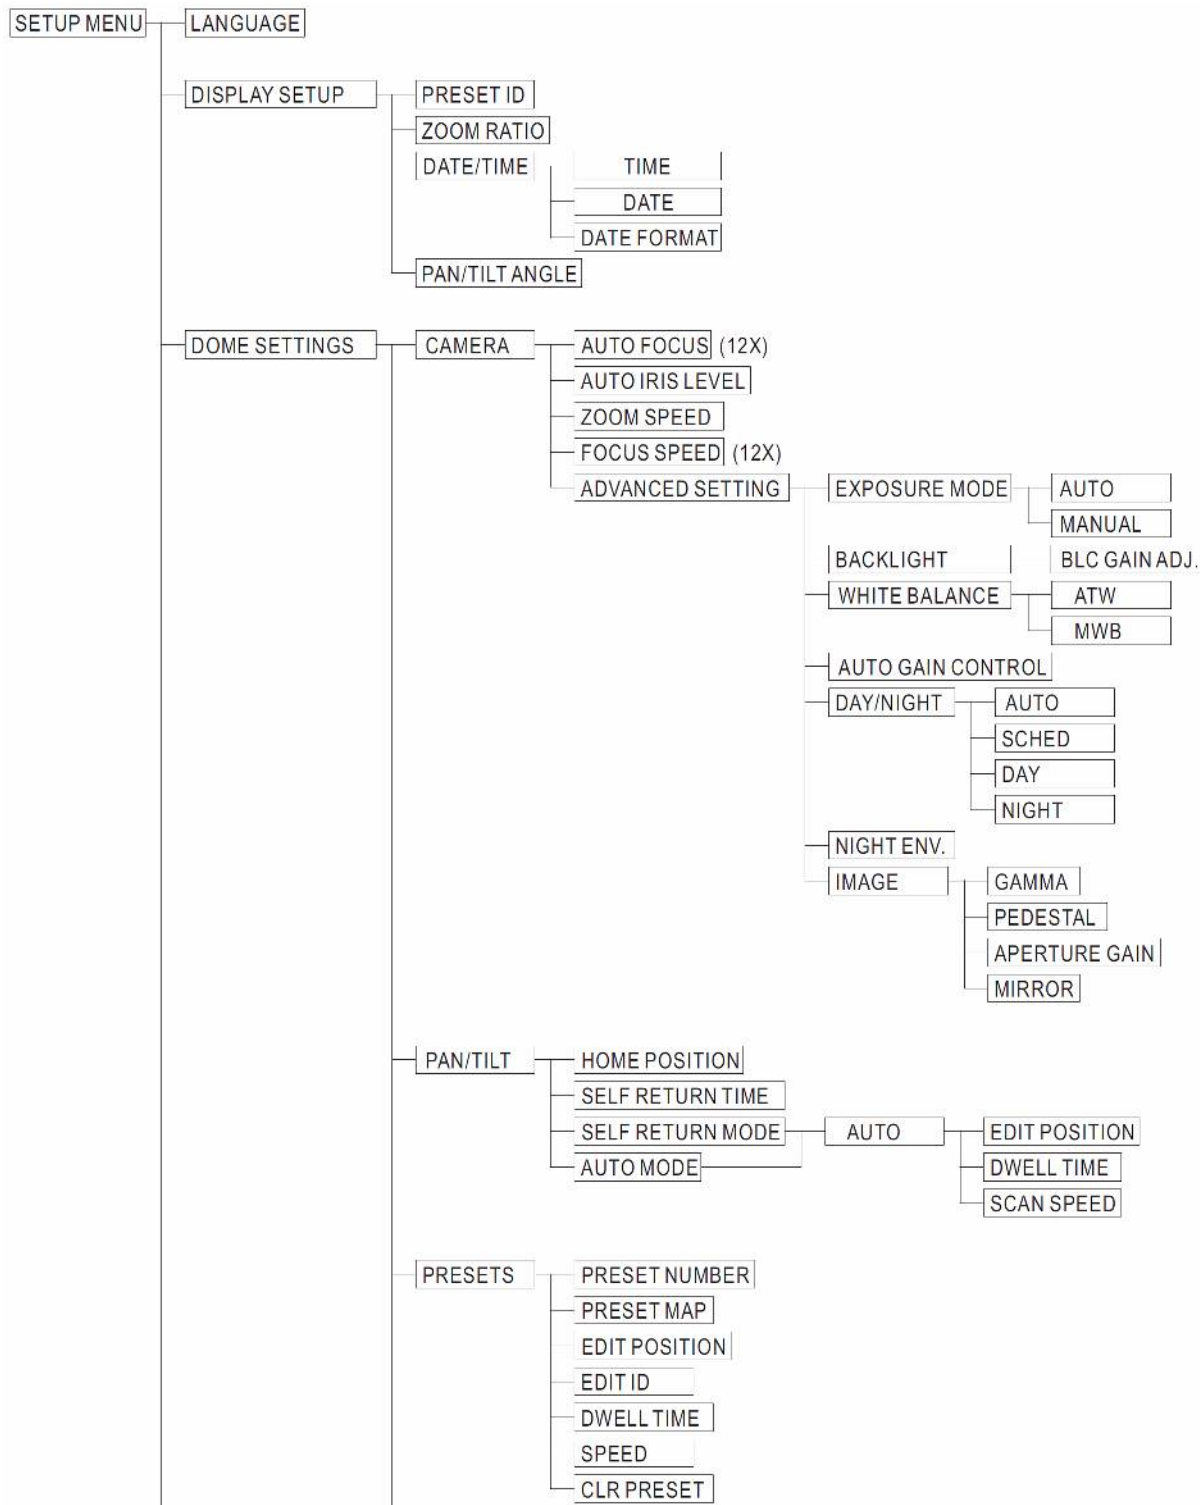 SETUP MENU LANGUAGE
DISPLAY SETUP PRESET ID
ZOOM RATIO
DATE/TIME TIME
DATE
DATE FORMAT
PAN/TILT ANGLE
DOME SETTINGS CAMERA AUTO FOCUS (12X)
AUTO IRIS LEVEL
ZOOM SPEED
FOCUS SPEED (12X)
ADVANCED SETTING EXPOSURE MODE AUTO
MANUAL
BACKLIGHT BLC GAIN ADJ.
WHITE BALANCE ATW
MWB
AUTO GAIN CONTROL
DAY/NIGHT AUTO
SCHED
DAY
NIGHT
NIGHT ENV.
IMAGE GAMMA
PEDESTAL
APERTURE GAIN
MIRROR
PAN/TILT HOME POSITION
SELF RETURN TIME
SELF RETURN MODE AUTO EDIT POSITION
AUTO MODE DWELL TIME
SCAN SPEED
PRESETS PRESET NUMBER
PRESET MAP
EDIT POSITION
EDIT ID
DWELL TIME
SPEED
CLR PRESET